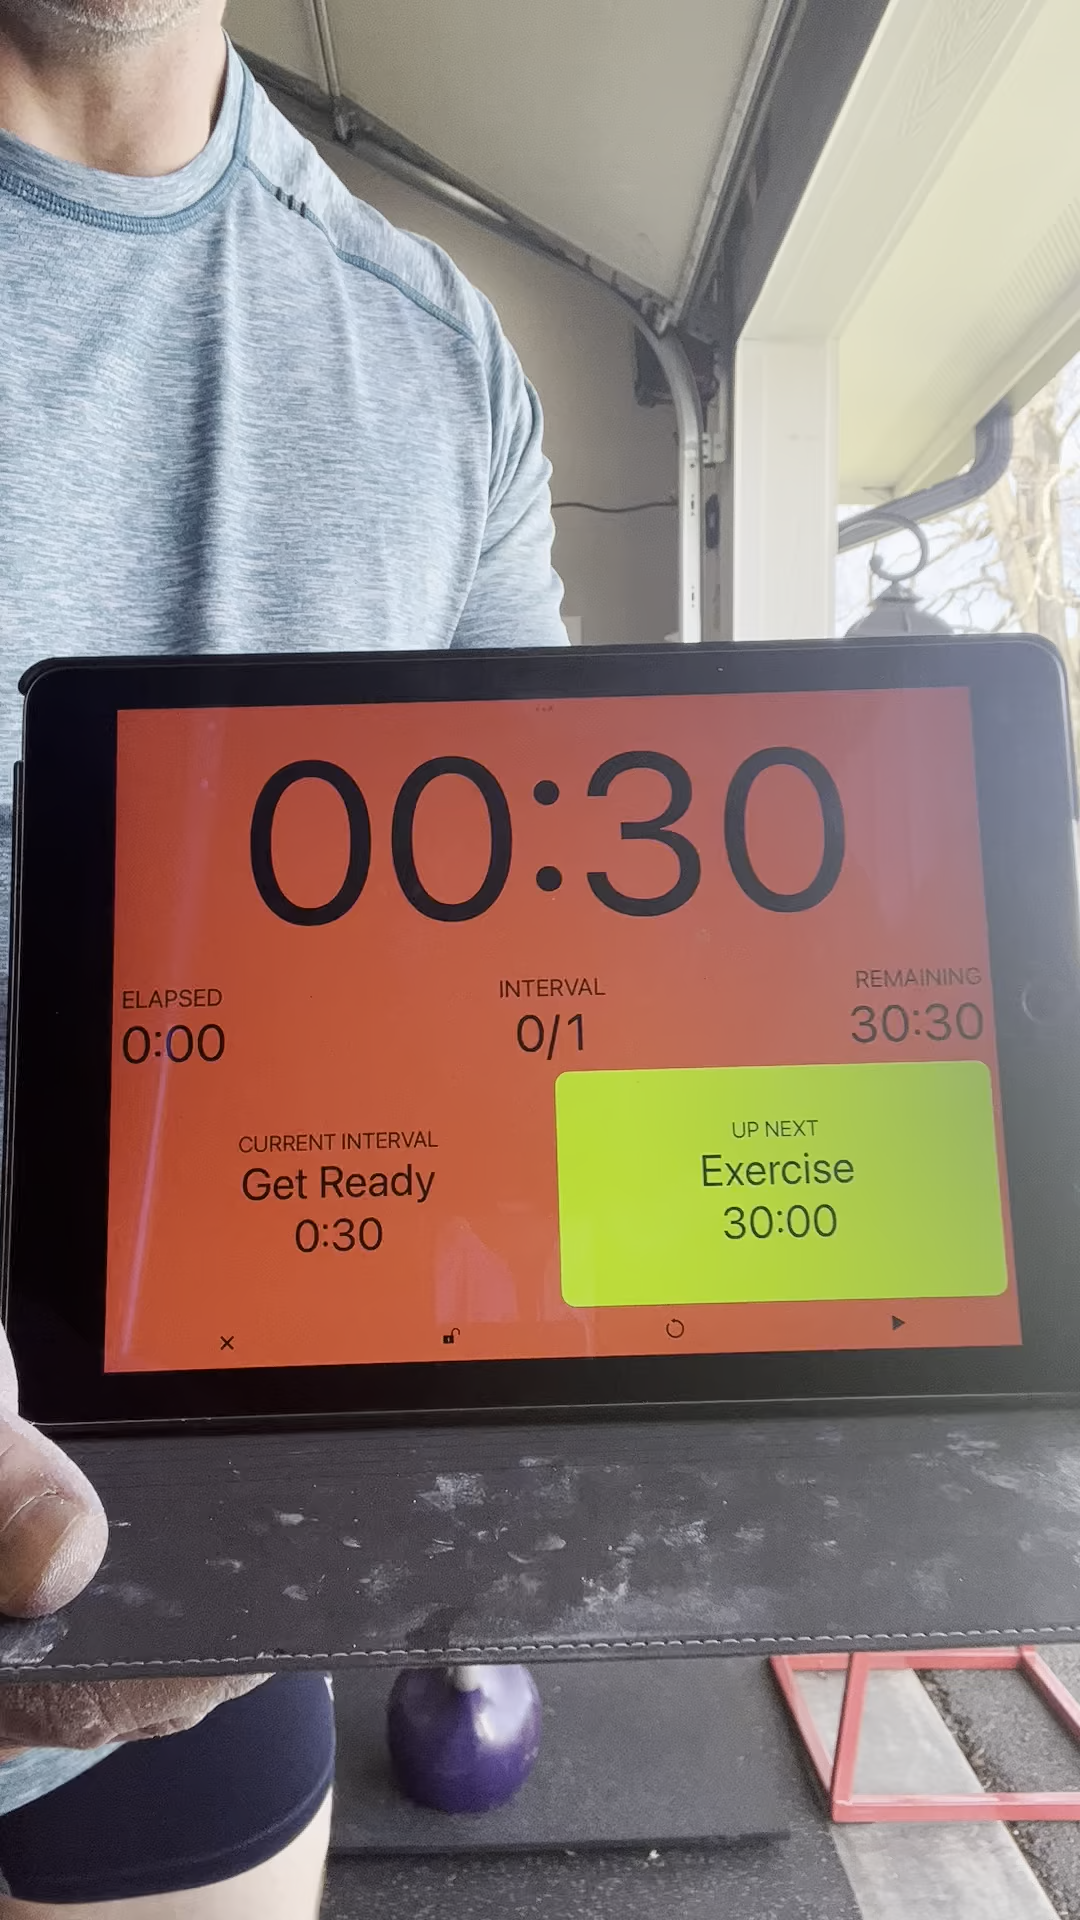 00:30
ELAPSED
0:00
INTERVAL
0/1
REMAINING
30:30
CURRENT INTERVAL
Get Ready
0:30
UP NEXT
Exercise
30:00